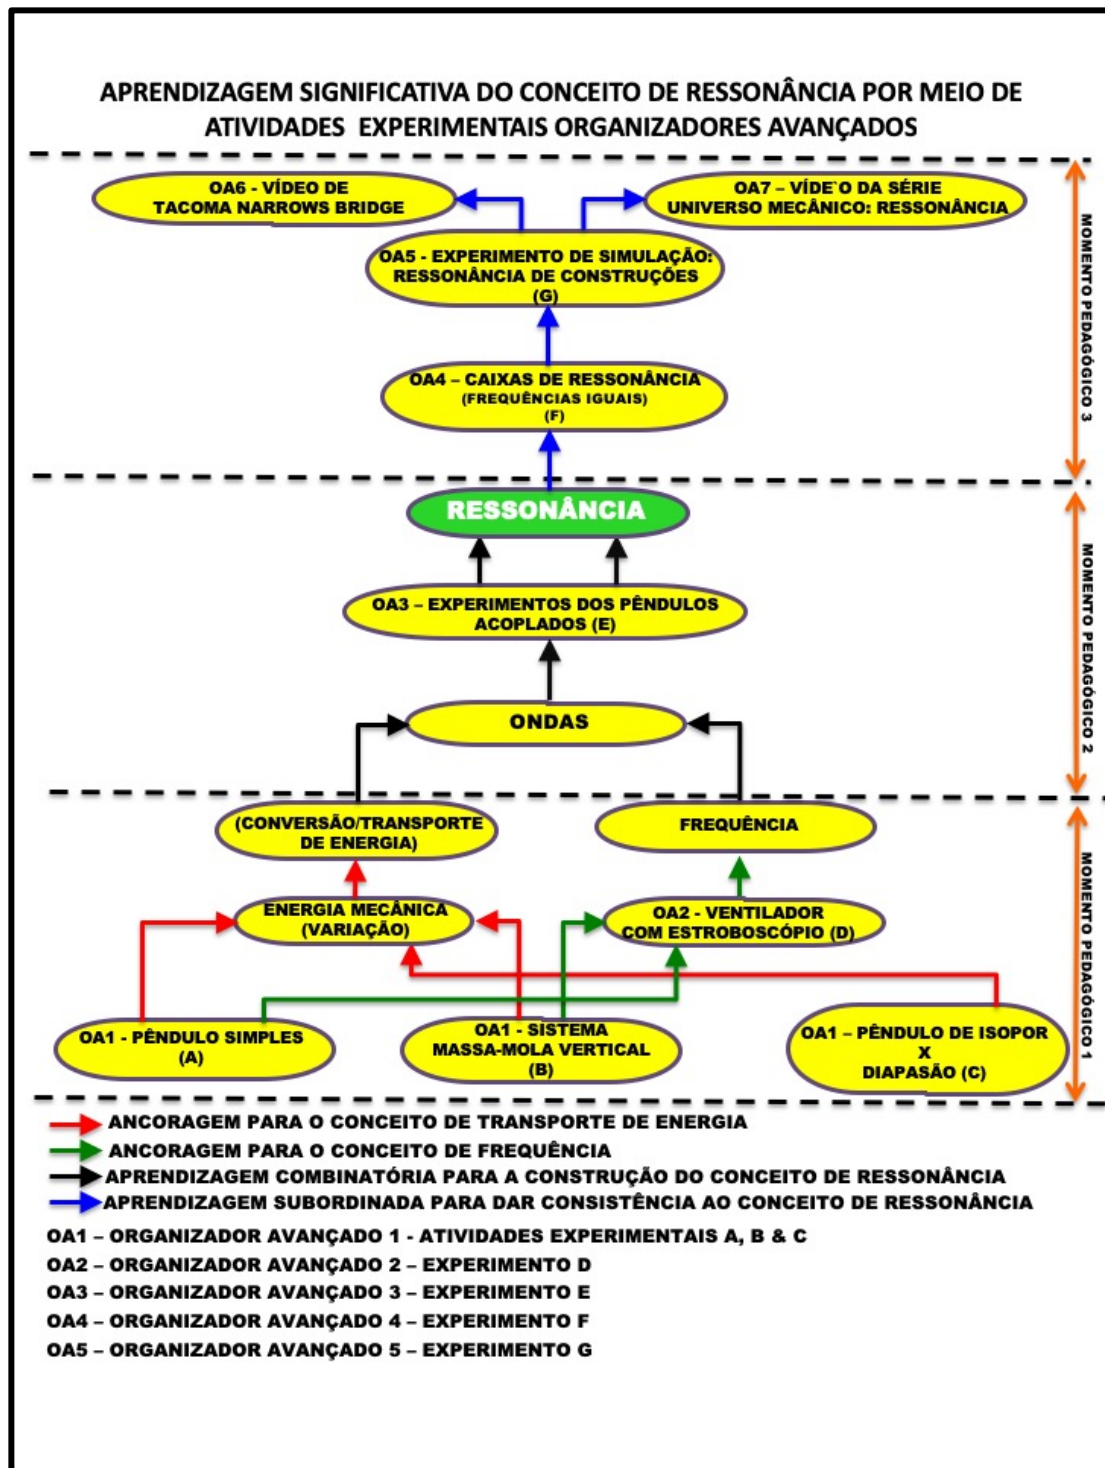 APRENDIZAGEM SIGNIFICATIVA DO CONCEITO DE RESSONÂNCIA POR MEIO DE
ATIVIDADES EXPERIMENTAIS ORGANIZADORES AVANÇADOS
OA6 - VÍDEO DE
TACOMA NARROWS BRIDGE
OA7 – VÍDE`O DA SÉRIE
UNIVERSO MECÂNICO: RESSONÂNCIA
OA5 - EXPERIMENTO DE SIMULAÇÃO:
RESSONÂNCIA DE CONSTRUÇÕES
(G)
OA4 – CAIXAS DE RESSONÂNCIA
(FREQUÊNCIAS IGUAIS)
(F)
MOMENTO PEDAGÓGICO 3
RESSONÂNCIA
OA3 – EXPERIMENTOS DOS PÊNDULOS
ACOPLADOS (E)
ONDAS
MOMENTO PEDAGÓGICO 2
(CONVERSÃO/TRANSPORTE
DE ENERGIA)
FREQUÊNCIA
ENERGIA MECÂNICA
(VARIAÇÃO)
OA2 - VENTILADOR
COM ESTROBOSCÓPIO (D)
OA1 - PÊNDULO SIMPLES
(A)
OA1 - SISTEMA
MASSA-MOLA VERTICAL
(B)
OA1 – PÊNDULO DE ISOPOR
X
DIAPASÃO (C)
MOMENTO PEDAGÓGICO 1
ANCORAGEM PARA O CONCEITO DE TRANSPORTE DE ENERGIA
ANCORAGEM PARA O CONCEITO DE FREQUÊNCIA
APRENDIZAGEM COMBINATÓRIA PARA A CONSTRUÇÃO DO CONCEITO DE RESSONÂNCIA
APRENDIZAGEM SUBORDINADA PARA DAR CONSISTÊNCIA AO CONCEITO DE RESSONÂNCIA
OA1 – ORGANIZADOR AVANÇADO 1 - ATIVIDADES EXPERIMENTAIS A, B & C
OA2 – ORGANIZADOR AVANÇADO 2 – EXPERIMENTO D
OA3 – ORGANIZADOR AVANÇADO 3 – EXPERIMENTO E
OA4 – ORGANIZADOR AVANÇADO 4 – EXPERIMENTO F
OA5 – ORGANIZADOR AVANÇADO 5 – EXPERIMENTO G